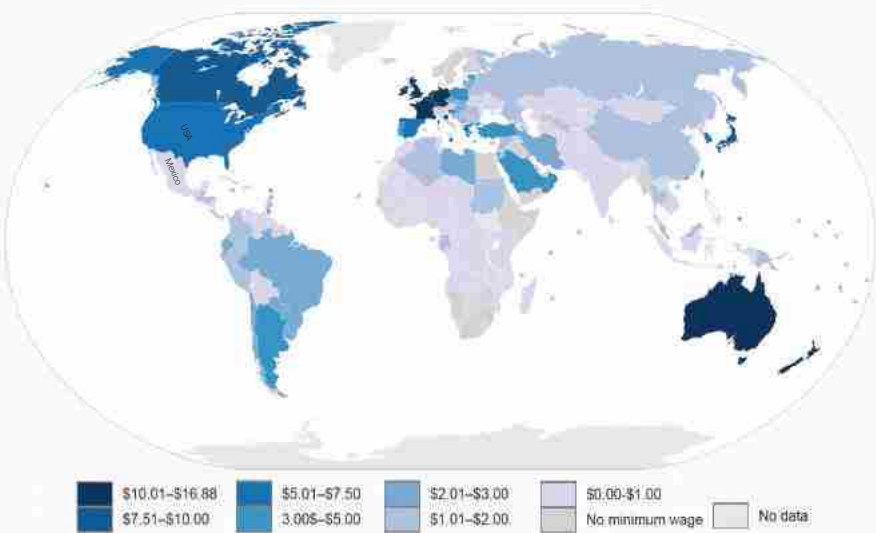 USA
Mexico
$10.01–$16.88
$5.01–$7.50
$2.01–$3.00
$0.00-$1.00
$7.51–$10.00
3.00$–$5.00
$1.01–$2.00
No minimum wage
No data